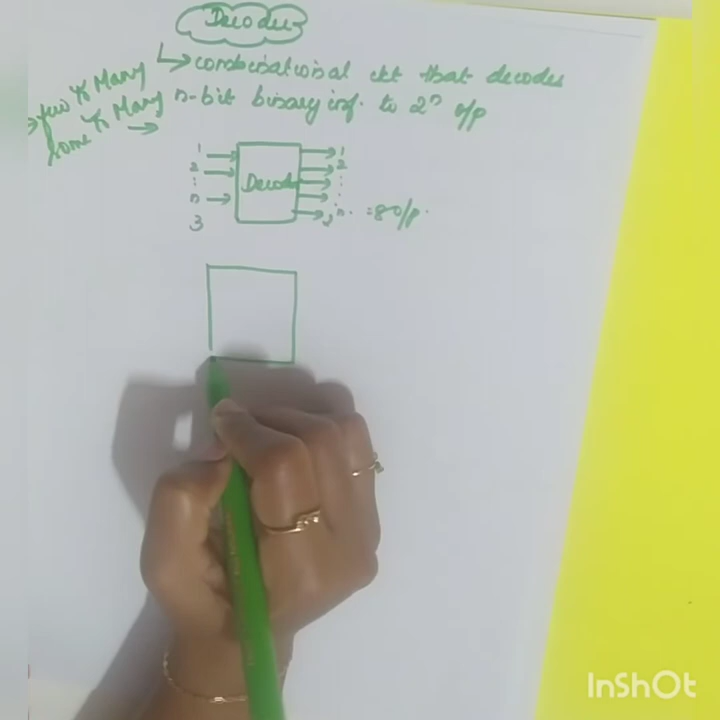 Decoder
few to Many ↳ combinational ckt that decodes
→ Some to Many → n-bit binary inf. to 2ⁿ o/p
1 → 1
2 → 2
⋮ Decoder ⋮
n → 2ⁿ. = 8 o/p.
3
InShOt